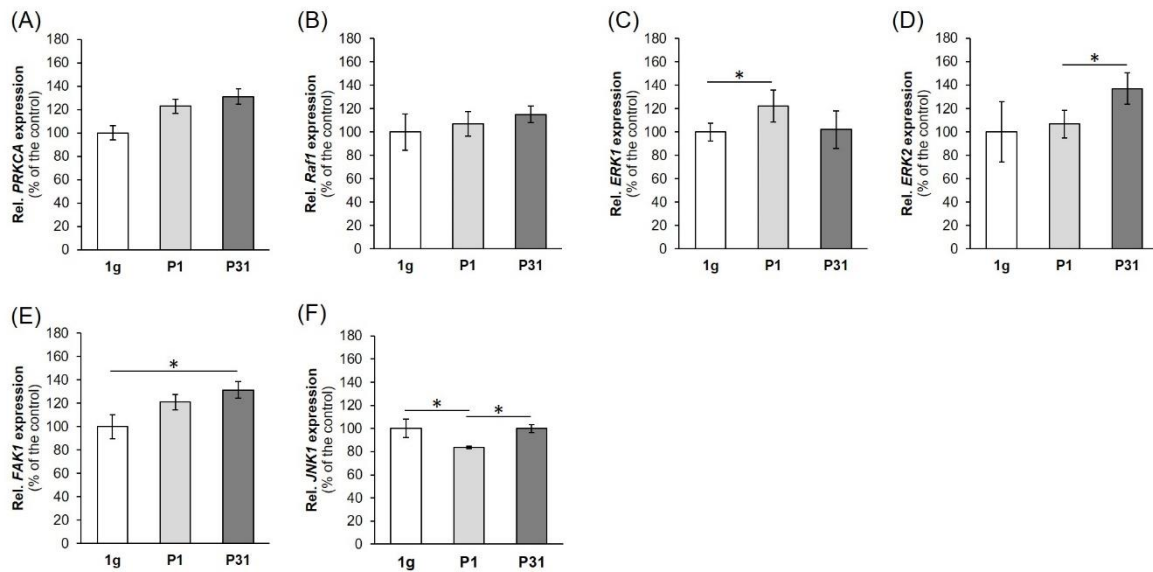 (A)
Rel. PRKCA expression
(% of the control)
180
160
140
120
100
80
60
40
20
0
1g P1 P31
(B)
Rel. Raf1 expression
(% of the control)
180
160
140
120
100
80
60
40
20
0
1g P1 P31
(C)
Rel. ERK1 expression
(% of the control)
180
160
140
120
100
80
60
40
20
0
*
1g P1 P31
(D)
Rel. ERK2 expression
(% of the control)
180
160
140
120
100
80
60
40
20
0
*
1g P1 P31
(E)
Rel. FAK1 expression
(% of the control)
180
160
140
120
100
80
60
40
20
0
*
1g P1 P31
(F)
Rel. JNK1 expression
(% of the control)
180
160
140
120
100
80
60
40
20
0
* *
1g P1 P31